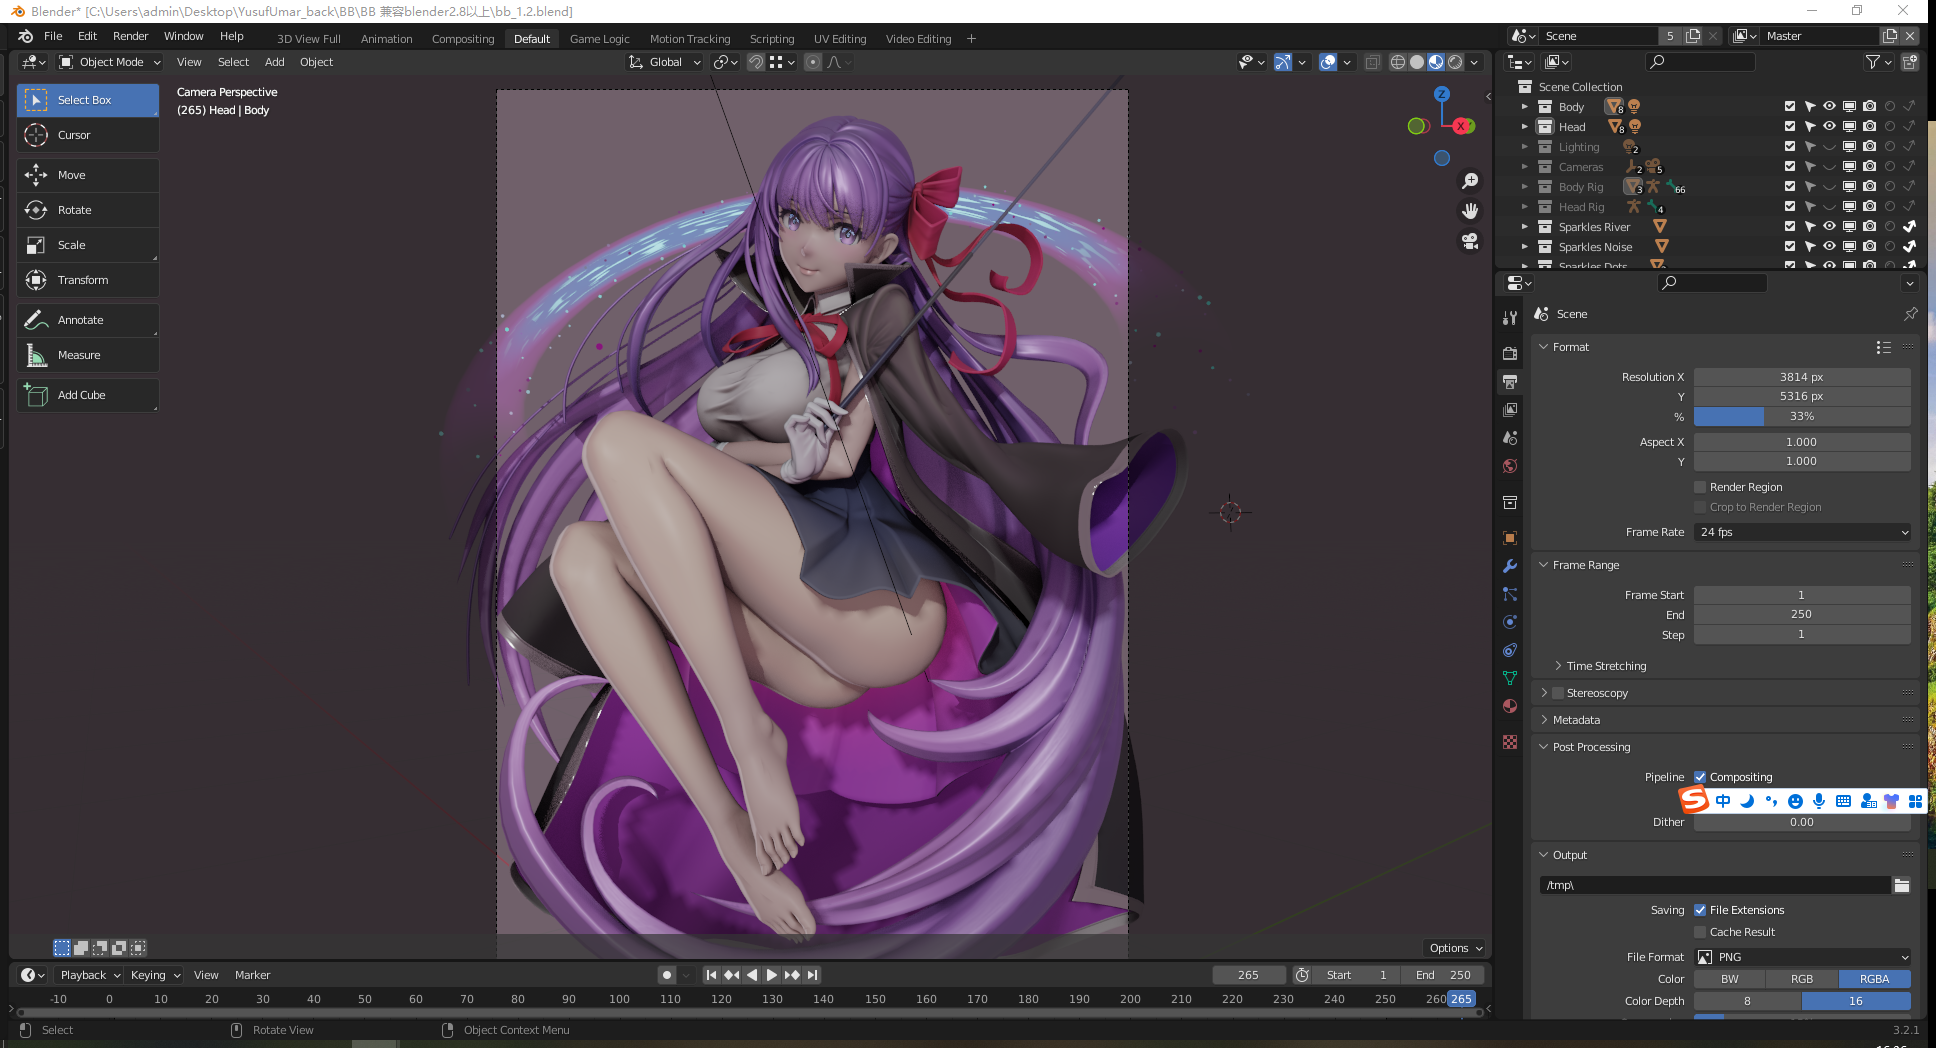 Blender* [C:\Users\admin\Desktop\YusufUmar_back\BB\BB 兼容blender2.8以上\bb_1.2.blend]
File Edit Render Window Help
3D View Full Animation Compositing Default Game Logic Motion Tracking Scripting UV Editing Video Editing +
Scene 5
Master
Object Mode View Select Add Object
Global
Select Box
Cursor
Move
Rotate
Scale
Transform
Annotate
Measure
Add Cube
Camera Perspective
(265) Head | Body
Z
X
Y
Options
Scene Collection
Body 8
Head 8
Lighting 2
Cameras 2 5
Body Rig 3 66
Head Rig 4
Sparkles River
Sparkles Noise
Sparkles Dots
Scene
Format
Resolution X 3814 px
Y 5316 px
% 33%
Aspect X 1.000
Y 1.000
Render Region
Crop to Render Region
Frame Rate 24 fps
Frame Range
Frame Start 1
End 250
Step 1
Time Stretching
Stereoscopy
Metadata
Post Processing
Pipeline Compositing
S 中
Dither 0.00
Output
/tmp\
Saving File Extensions
Cache Result
File Format PNG
Color BW RGB RGBA
Color Depth 8 16
Playback Keying View Marker
265 Start 1 End 250
-10 0 10 20 30 40 50 60 70 80 90 100 110 120 130 140 150 160 170 180 190 200 210 220 230 240 250 260 265
Select Rotate View Object Context Menu
3.2.1